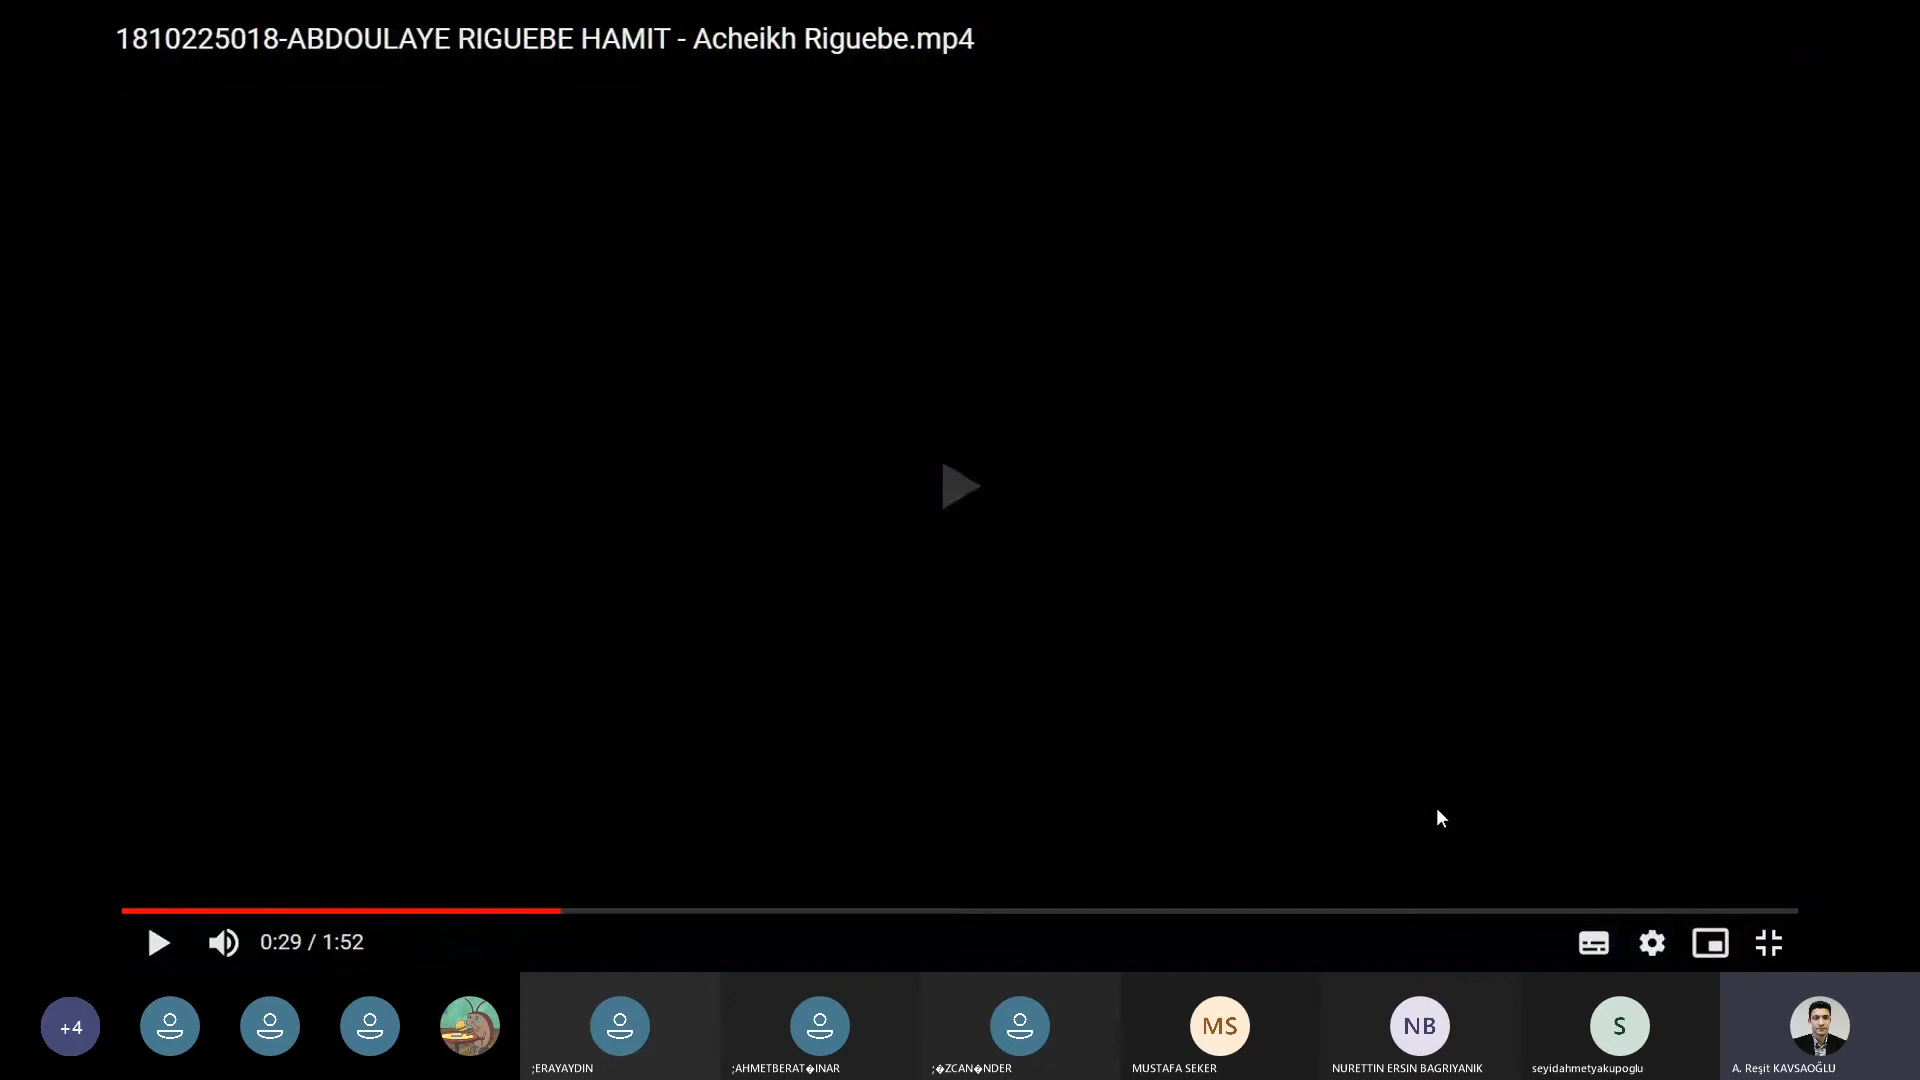 1810225018-ABDOULAYE RIGUEBE HAMIT - Acheikh Riguebe.mp4
0:29 / 1:52
+4
MS
NB
S
;ERAYAYDIN
;AHMETBERAT�INAR
;�ZCAN�NDER
MUSTAFA SEKER
NURETTIN ERSIN BAGRIYANIK
seyidahmetyakupoglu
A. Reşit KAVSAOĞLU